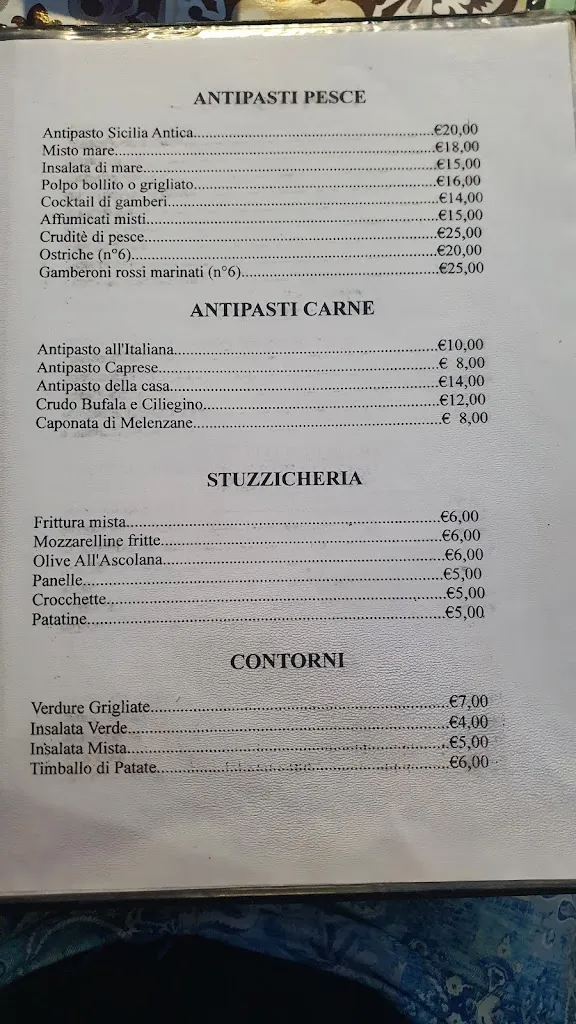 ANTIPASTI PESCE
Antipasto Sicilia Antica....................................................€20,00
Misto mare....................................................................€18,00
Insalata di mare..............................................................€15,00
Polpo bollito o grigliato....................................................€16,00
Cocktail di gamberi..........................................................€14,00
Affumicati misti..............................................................€15,00
Cruditè di pesce..............................................................€25,00
Ostriche (n°6)................................................................€20,00
Gamberoni rossi marinati (n°6)...........................................€25,00
ANTIPASTI CARNE
Antipasto all'Italiana........................................................€10,00
Antipasto Caprese............................................................€ 8,00
Antipasto della casa.........................................................€14,00
Crudo Bufala e Ciliegino...................................................€12,00
Caponata di Melenzane.....................................................€ 8,00
STUZZICHERIA
Frittura mista..................................................................€6,00
Mozzarelline fritte............................................................€6,00
Olive All'Ascolana............................................................€6,00
Panelle..........................................................................€5,00
Crocchette......................................................................€5,00
Patatine.........................................................................€5,00
CONTORNI
Verdure Grigliate..............................................................€7,00
Insalata Verde..................................................................€4,00
Insalata Mista..................................................................€5,00
Timballo di Patate.............................................................€6,00